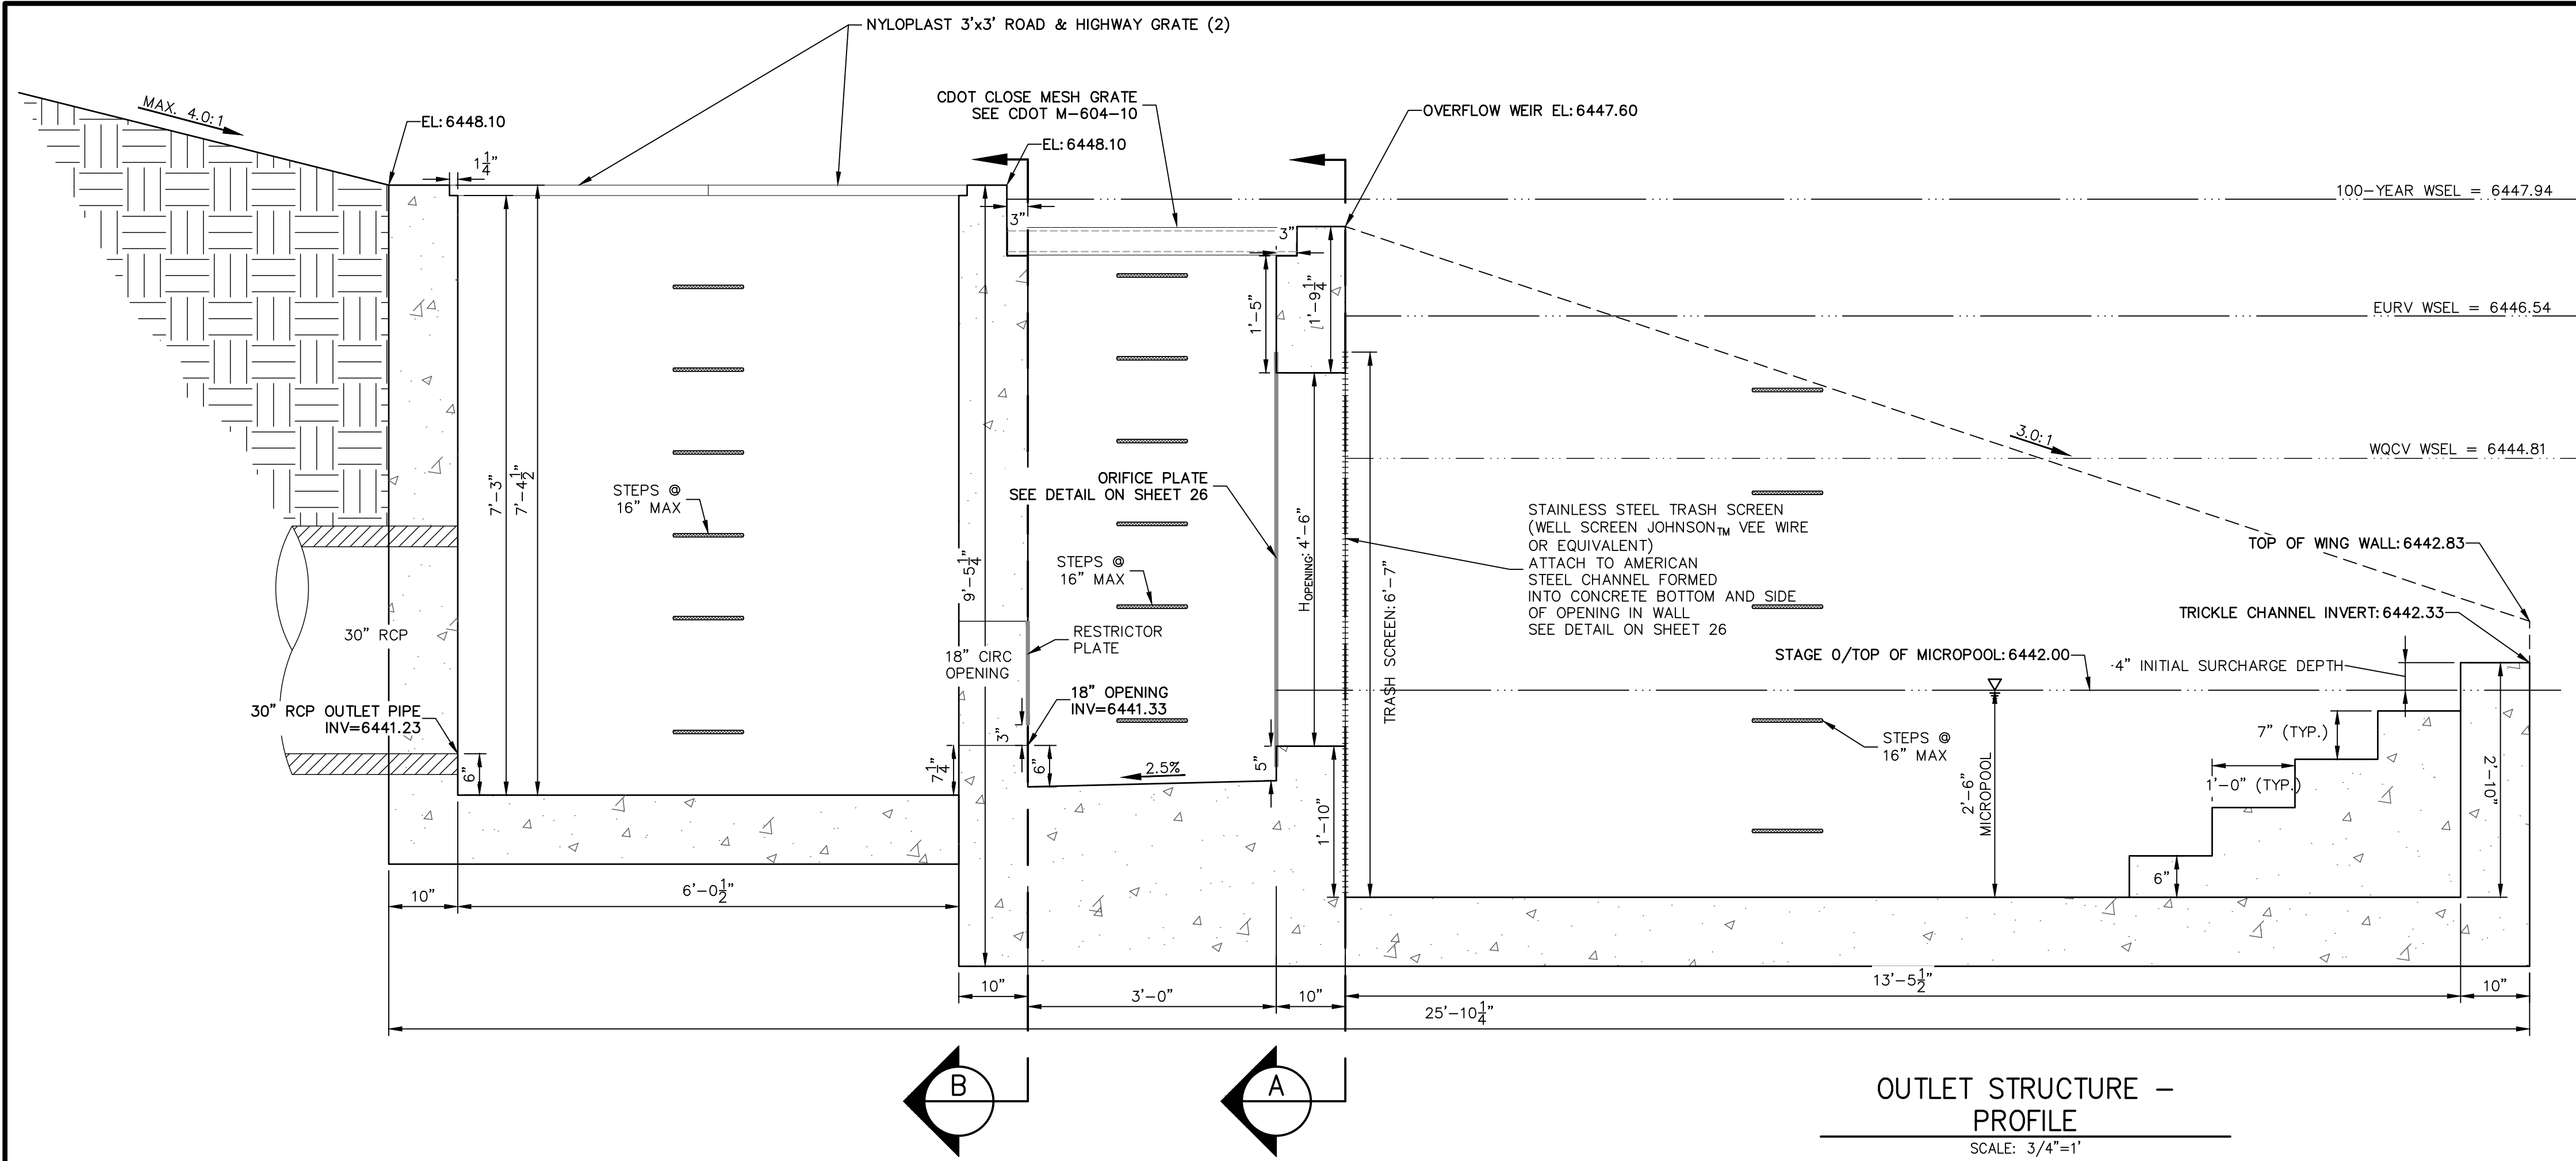 NYLOPLAST 3'x3' ROAD & HIGHWAY GRATE (2)
CDOT CLOSE MESH GRATE
SEE CDOT M-604-10
MAX. 4.0:1
EL:6448.10
EL:6448.10
OVERFLOW WEIR EL:6447.60
1 1/4"
3"
3"
100-YEAR WSEL = 6447.94
EURV WSEL = 6446.54
WQCV WSEL = 6444.81
1'-5"
1'-9 1/4"
7'-3"
7'-4 1/2"
9'-5 1/4"
STEPS @
16" MAX
ORIFICE PLATE
SEE DETAIL ON SHEET 26
STEPS @
16" MAX
HOPENING: 4'-6"
TRASH SCREEN: 6'-7"
3.0:1
STAINLESS STEEL TRASH SCREEN
(WELL SCREEN JOHNSON™ VEE WIRE
OR EQUIVALENT)
ATTACH TO AMERICAN
STEEL CHANNEL FORMED
INTO CONCRETE BOTTOM AND SIDE
OF OPENING IN WALL
SEE DETAIL ON SHEET 26
TOP OF WING WALL: 6442.83
TRICKLE CHANNEL INVERT: 6442.33
STAGE 0/TOP OF MICROPOOL: 6442.00
4" INITIAL SURCHARGE DEPTH
30" RCP
18" CIRC
OPENING
RESTRICTOR
PLATE
18" OPENING
INV=6441.33
30" RCP OUTLET PIPE
INV=6441.23
6"
7 1/4"
3"
6"
2.5%
5"
1'-10"
STEPS @
16" MAX
2'-6"
MICROPOOL
7" (TYP.)
1'-0" (TYP.)
2'-10"
6"
10"
6'-0 1/2"
10"
3'-0"
10"
13'-5 1/2"
10"
25'-10 1/4"
B
A
OUTLET STRUCTURE -
PROFILE
SCALE: 3/4"=1'